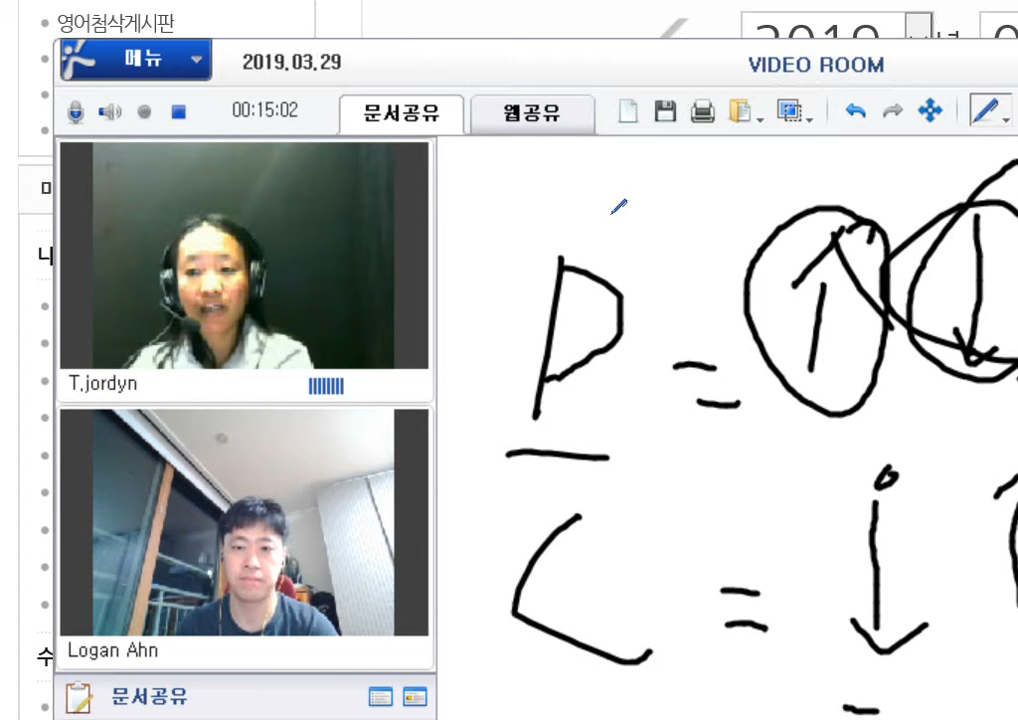 영어첨삭게시판
메뉴
2019.03.29
VIDEO ROOM
00:15:02
문서공유
웹공유
T.jordyn
Logan Ahn
문서공유
D =
C =